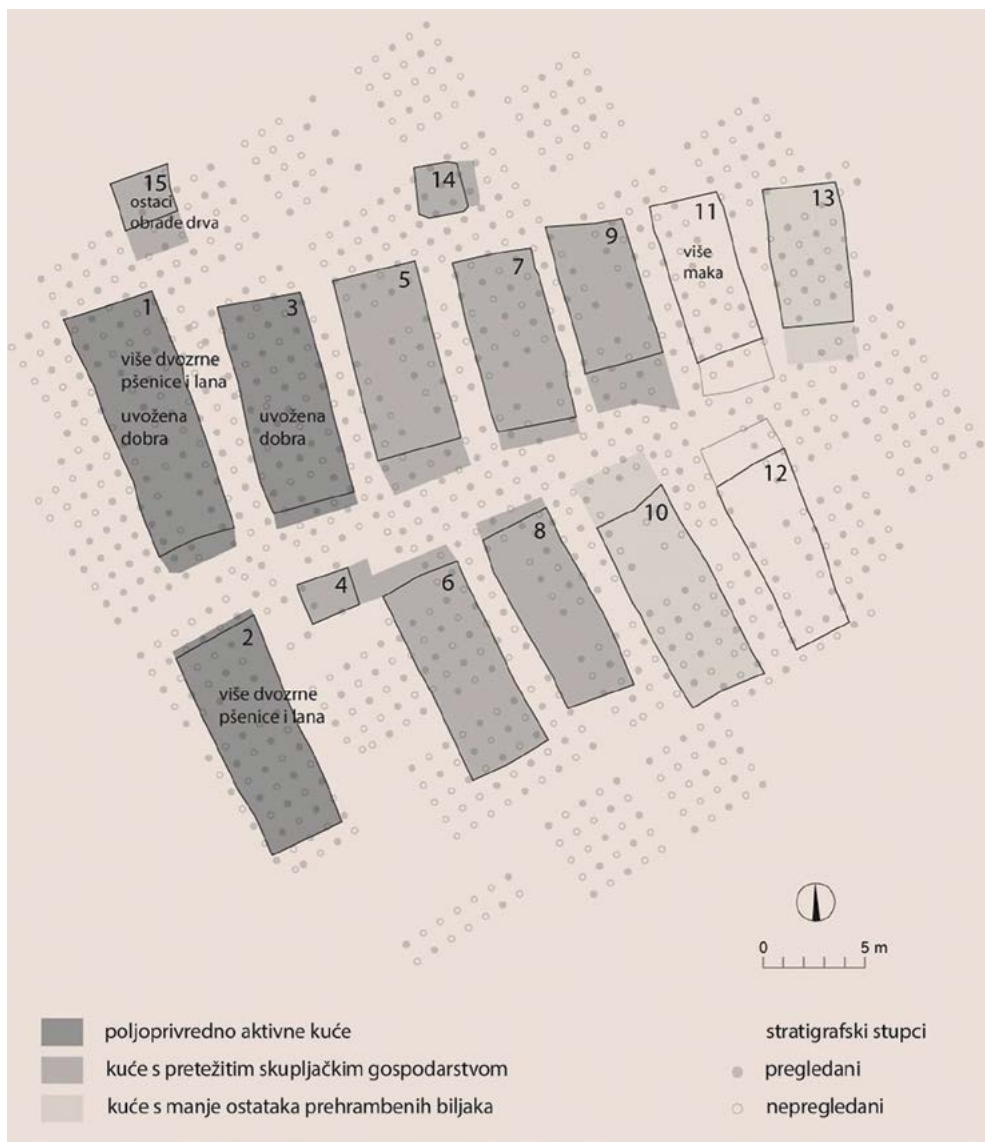 15
ostaci
obrade drva
14
13
11
više
maka
9
7
5
3
uvožena
dobra
1
više dvozrne
pšenice i lana
uvožena
dobra
12
10
8
6
4
2
više dvozrne
pšenice i lana
0
5 m
poljoprivredno aktivne kuće
kuće s pretežitim skupljačkim gospodarstvom
kuće s manje ostataka prehrambenih biljaka
stratigrafski stupci
pregledani
nepregledani